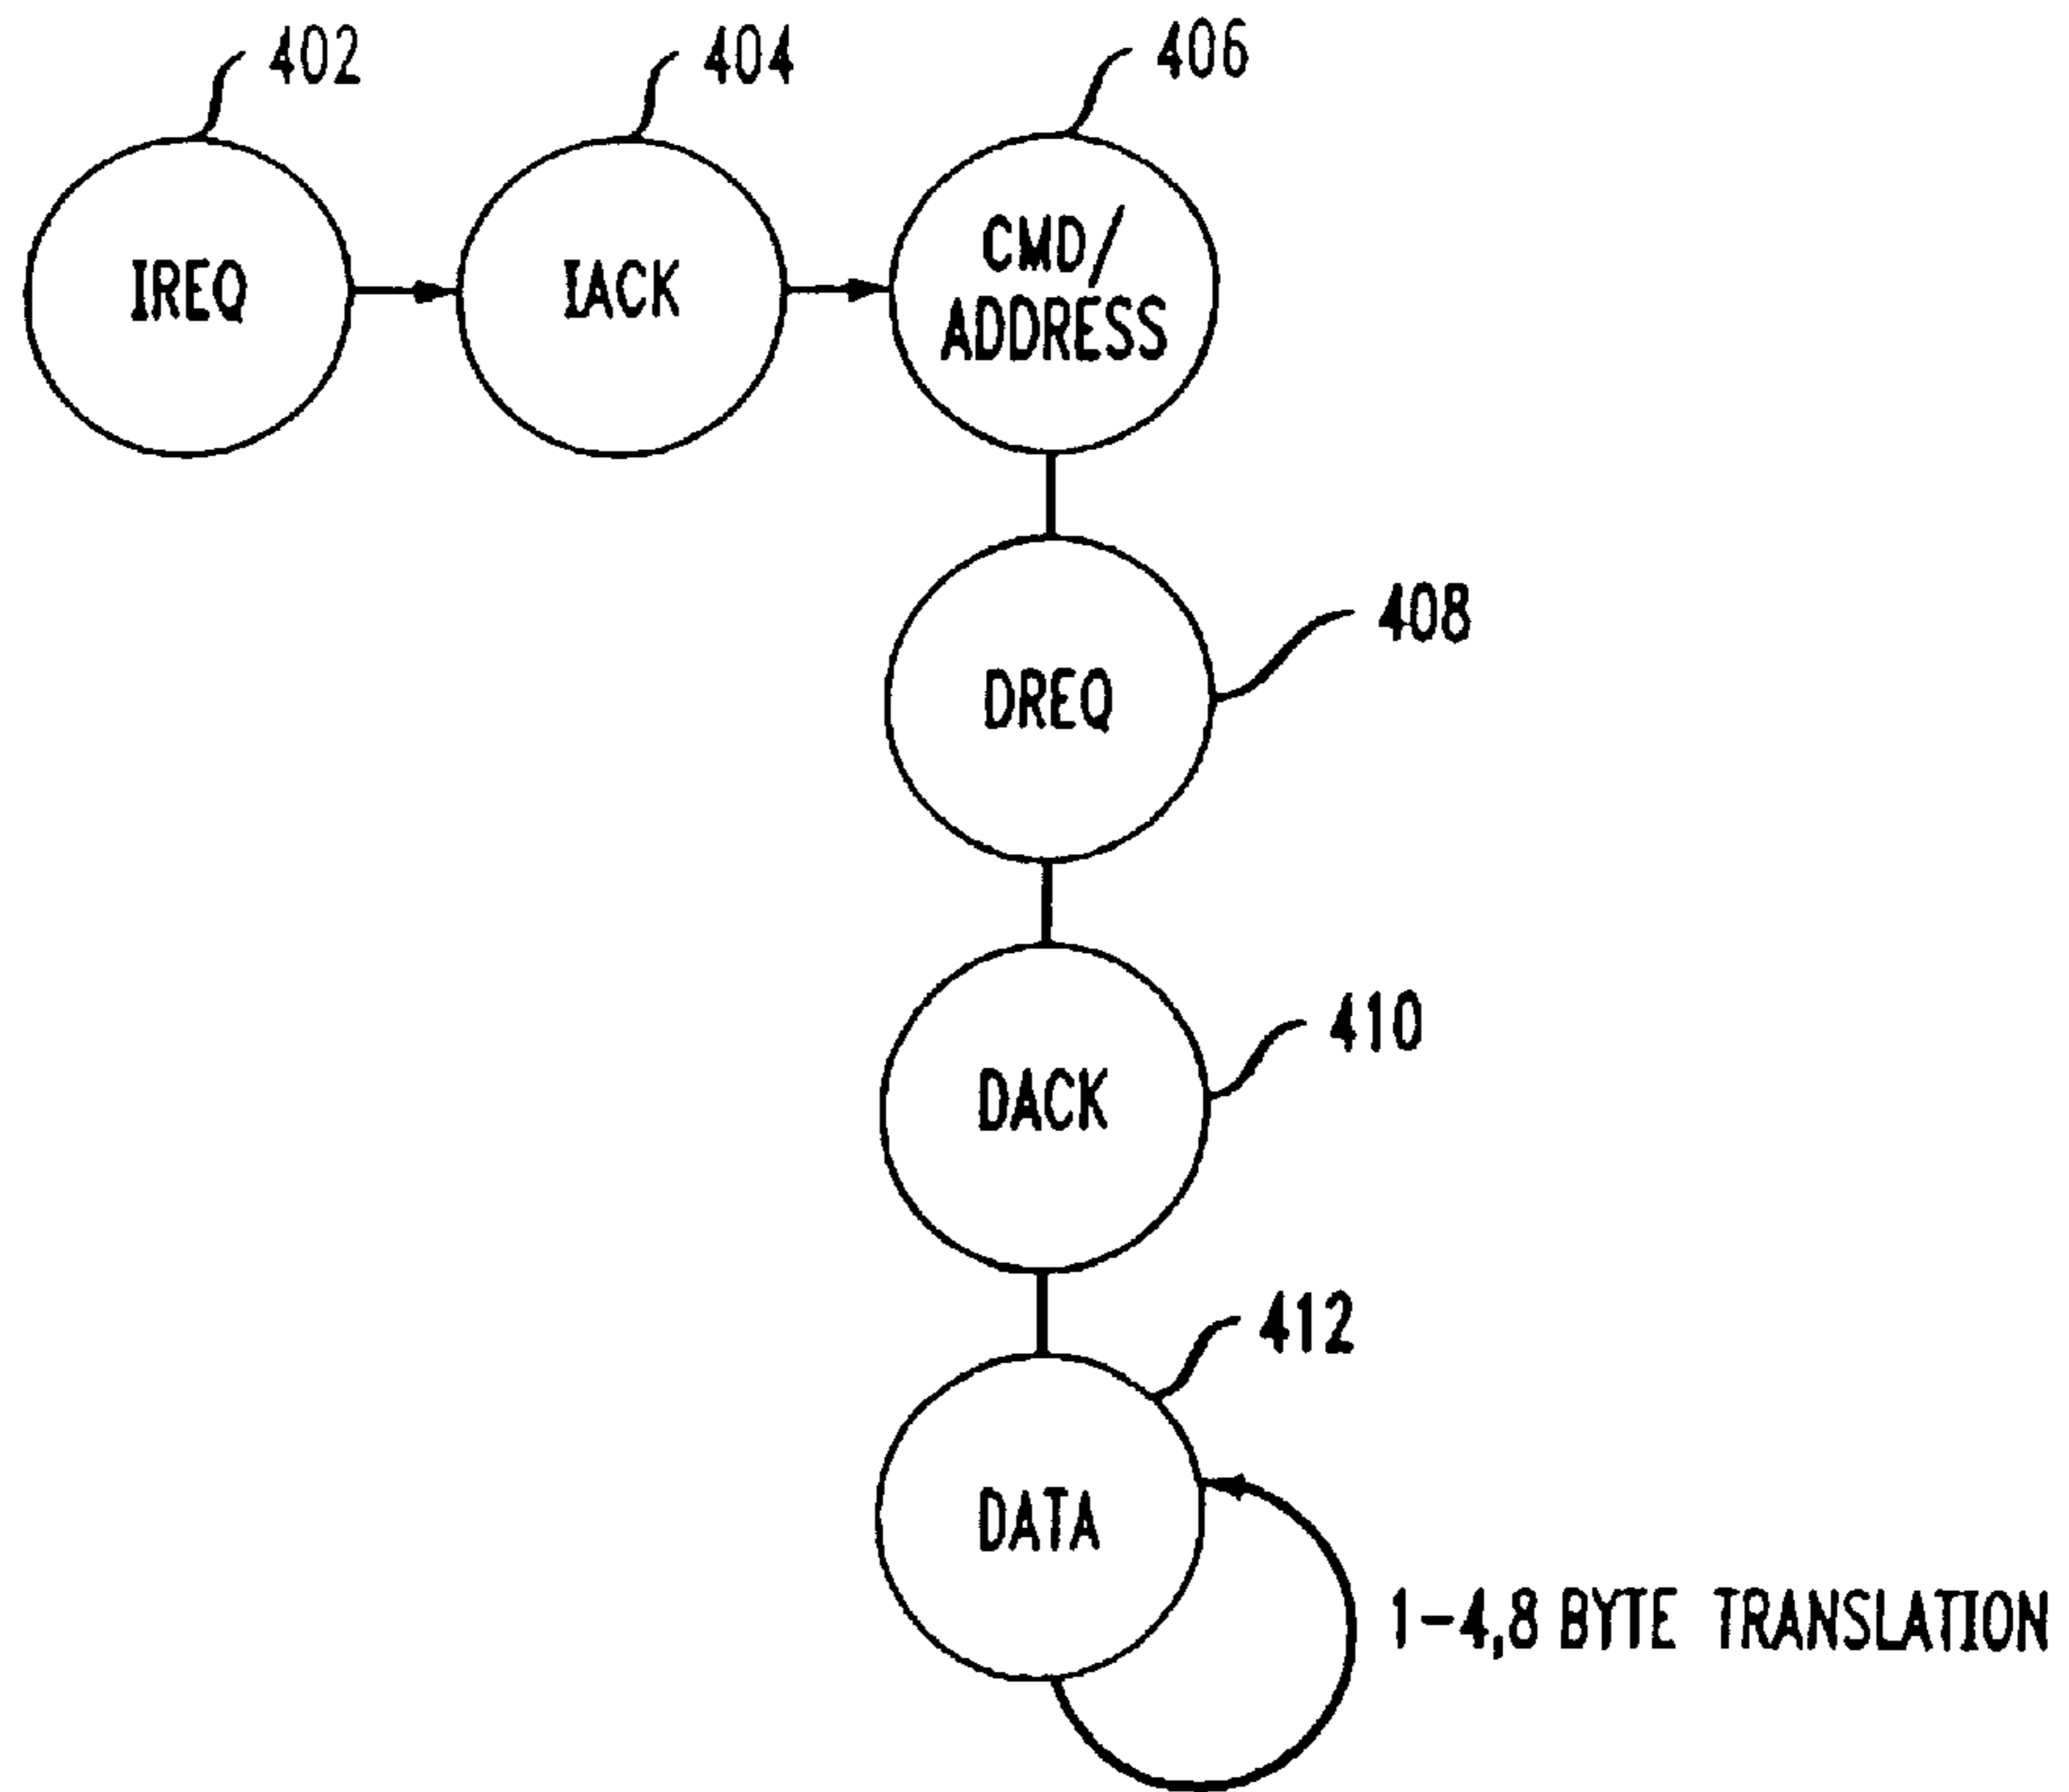 402
404
406
IREQ
IACK
CMD/
ADDRESS
408
DREQ
410
DACK
412
DATA
1-4,8 BYTE TRANSLATION